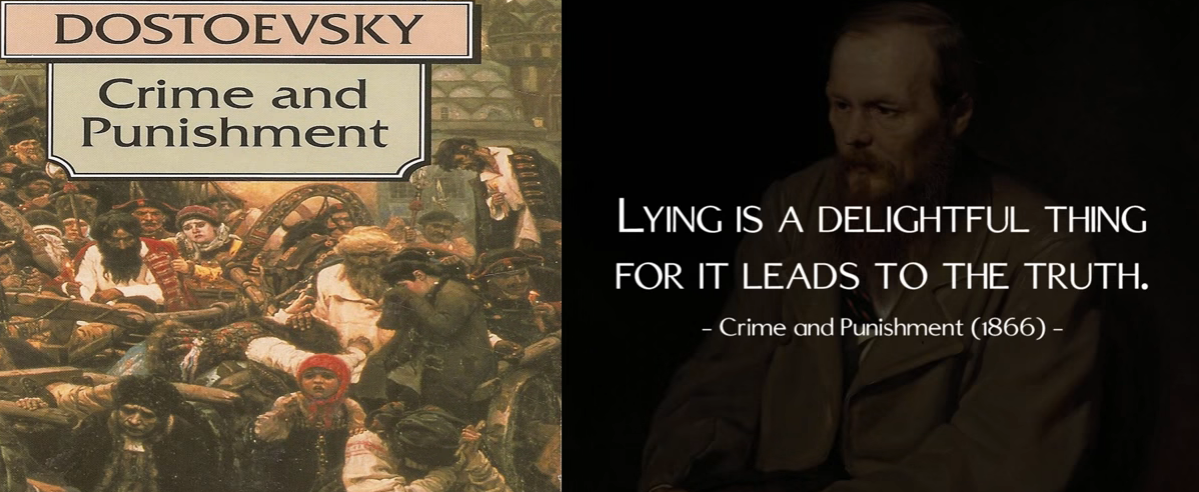 DOSTOEVSKY
Crime and
Punishment
LYING IS A DELIGHTFUL THING
FOR IT LEADS TO THE TRUTH.
- Crime and Punishment (1866) -